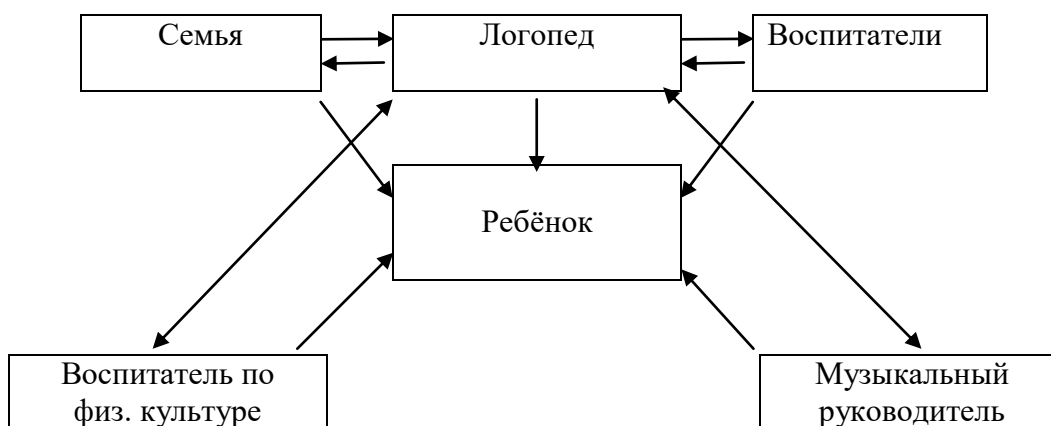 Семья
Логопед
Воспитатели
Ребёнок
Воспитатель по
физ. культуре
Музыкальный
руководитель